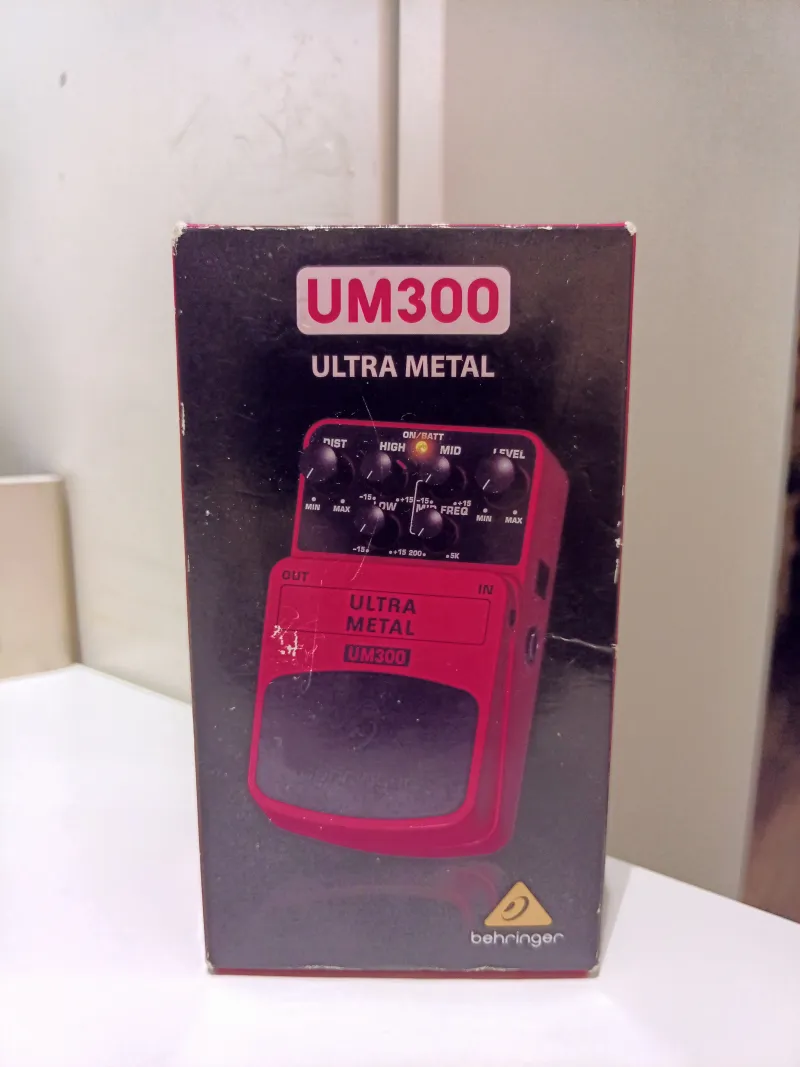 UM300
ULTRA METAL
ON/BATT
DIST HIGH MID LEVEL
-15 +15 -15 +15
MIN MAX LOW MID FREQ MIN MAX
-15 +15 200 5K
OUT IN
ULTRA
METAL
UM300
behringer